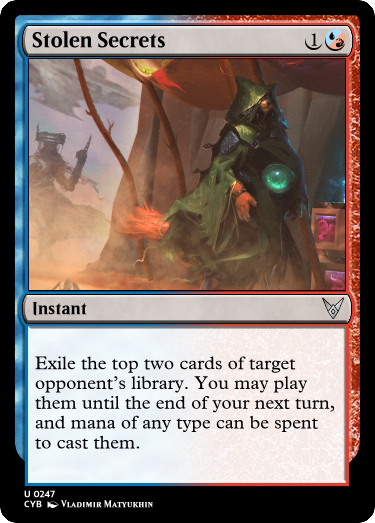 Stolen Secrets 1
Instant
Exile the top two cards of target
opponent's library. You may play
them until the end of your next turn,
and mana of any type can be spent
to cast them.
U 0247
CYB Vladimir Matyukhin